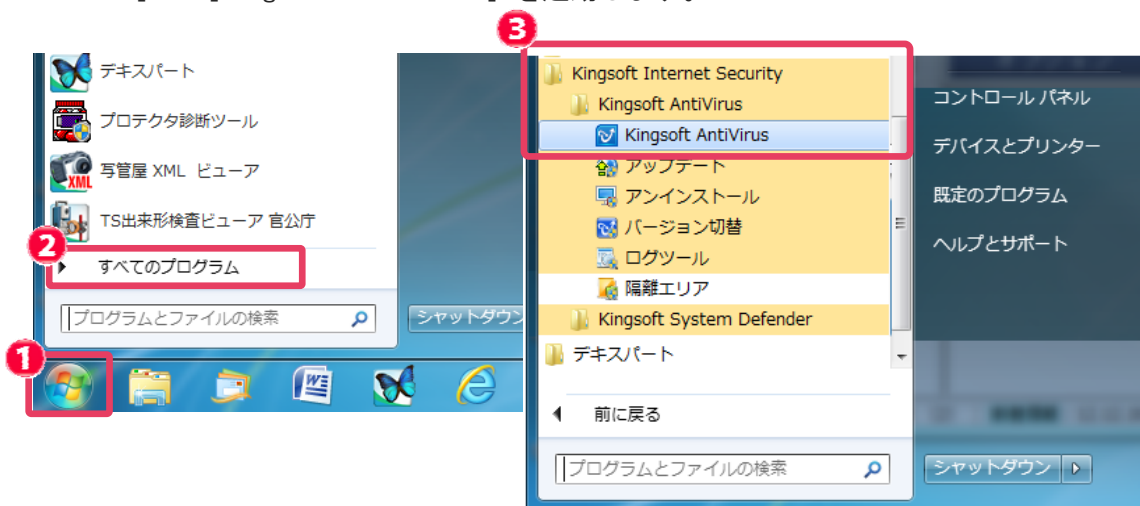 3
デキスパート
プロテクタ診断ツール
写管屋 XML ビューア
XML
TS出来形検査ビューア 官公庁
2
すべてのプログラム
プログラムとファイルの検索
シャットダウン
1
Kingsoft Internet Security
Kingsoft AntiVirus
Kingsoft AntiVirus
アップデート
アンインストール
バージョン切替
ログツール
隔離エリア
Kingsoft System Defender
デキスパート
前に戻る
プログラムとファイルの検索
コントロール パネル
デバイスとプリンター
既定のプログラム
ヘルプとサポート
シャットダウン